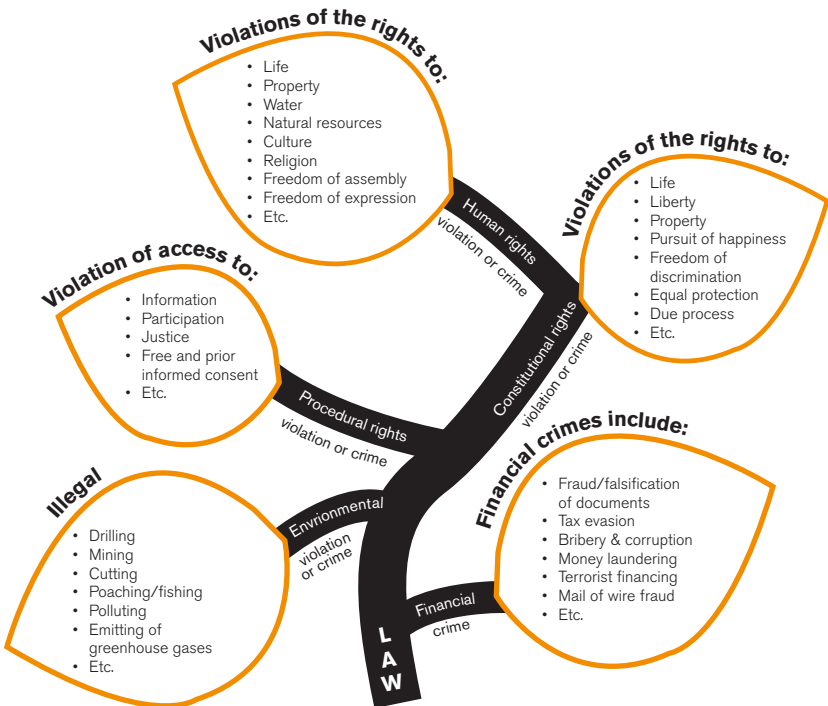 Violations of the rights to:
• Life
• Property
• Water
• Natural resources
• Culture
• Religion
• Freedom of assembly
• Freedom of expression
• Etc.
Human rights
violation or crime
Violations of the rights to:
• Life
• Liberty
• Property
• Pursuit of happiness
• Freedom of
discrimination
• Equal protection
• Due process
• Etc.
Constitutional rights
violation or crime
Violation of access to:
• Information
• Participation
• Justice
• Free and prior
informed consent
• Etc.
Procedural rights
violation or crime
Illegal
• Drilling
• Mining
• Cutting
• Poaching/fishing
• Polluting
• Emitting of
greenhouse gases
• Etc.
Envrionmental
violation
or crime
Financial crimes include:
• Fraud/falsification
of documents
• Tax evasion
• Bribery & corruption
• Money laundering
• Terrorist financing
• Mail of wire fraud
• Etc.
Financial
crime
L
A
W